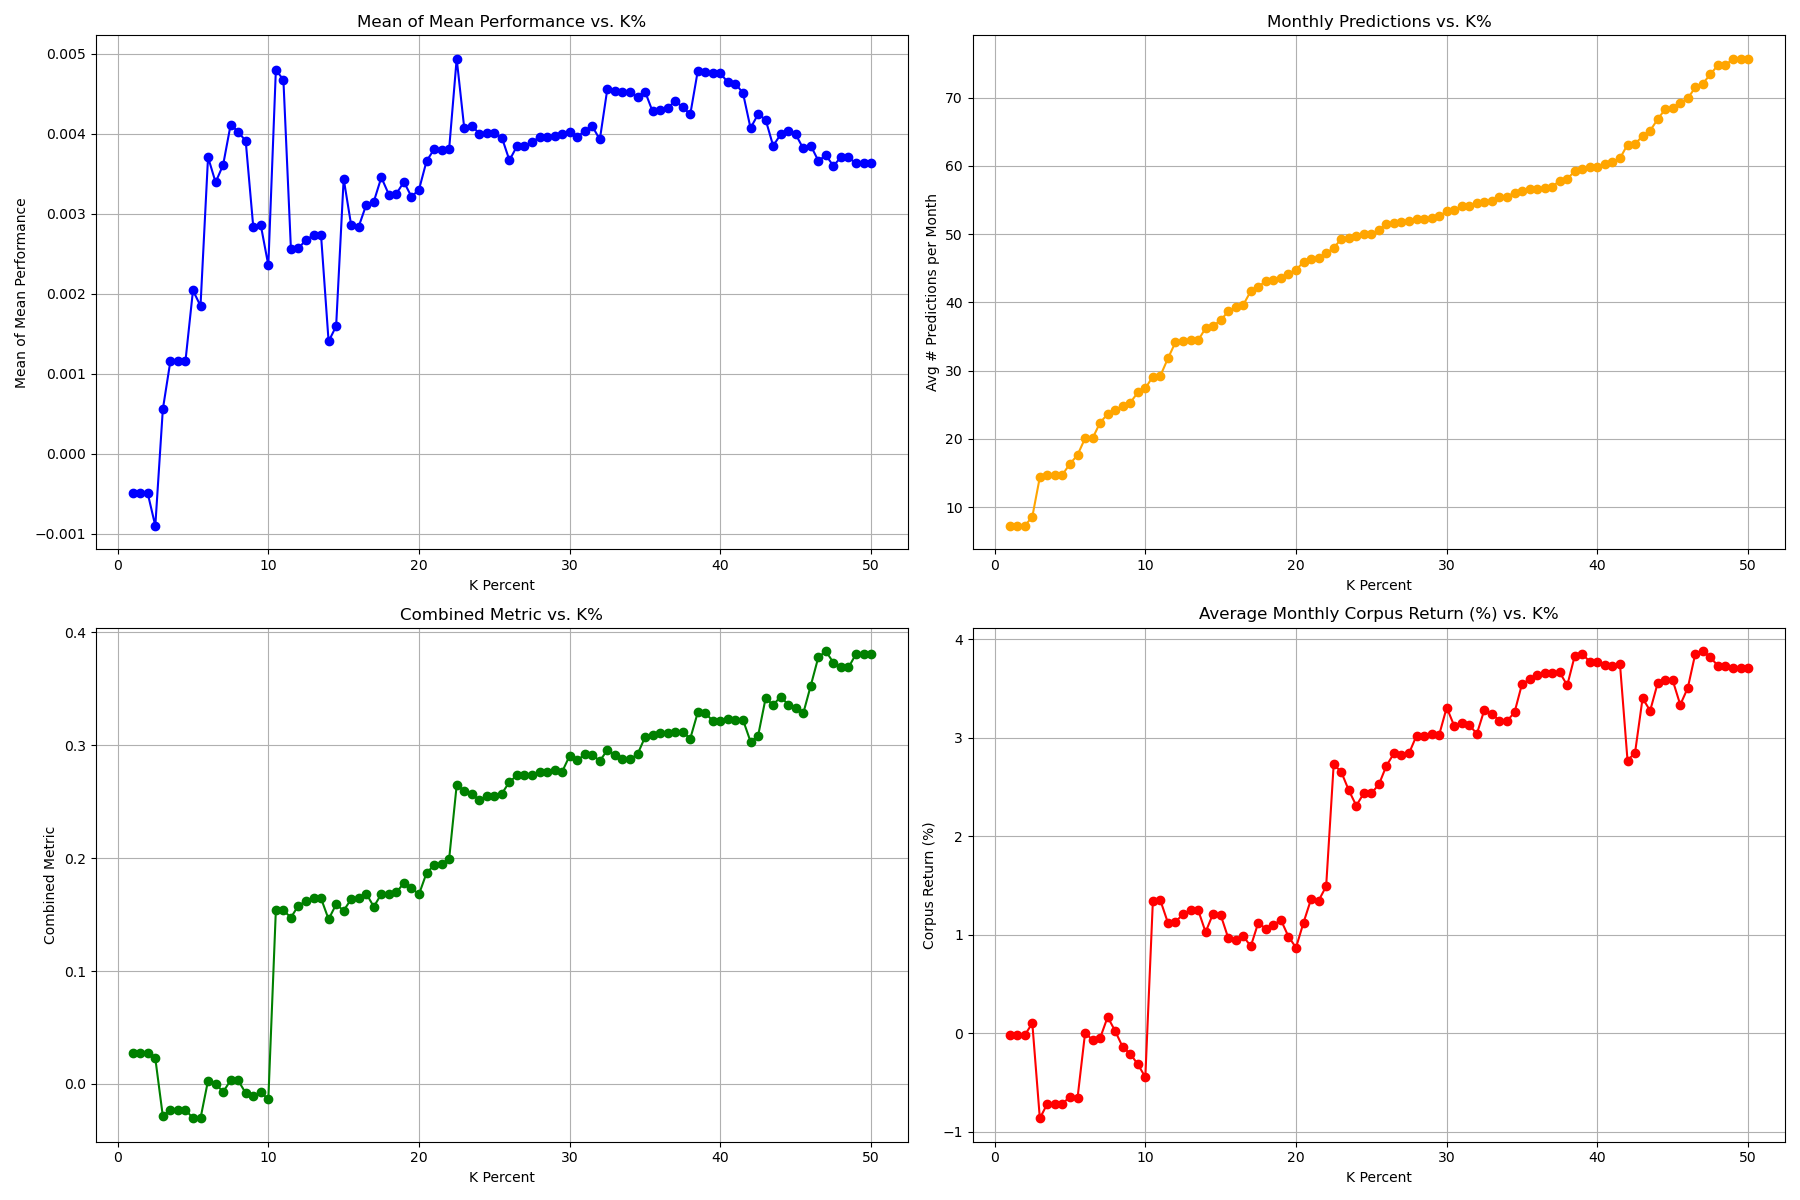 Mean of Mean Performance vs. K%
Mean of Mean Performance
0.005
0.004
0.003
0.002
0.001
0.000
−0.001
0 10 20 30 40 50
K Percent
Monthly Predictions vs. K%
Avg # Predictions per Month
70
60
50
40
30
20
10
0 10 20 30 40 50
K Percent
Combined Metric vs. K%
Combined Metric
0.4
0.3
0.2
0.1
0.0
0 10 20 30 40 50
K Percent
Average Monthly Corpus Return (%) vs. K%
Corpus Return (%)
4
3
2
1
0
−1
0 10 20 30 40 50
K Percent